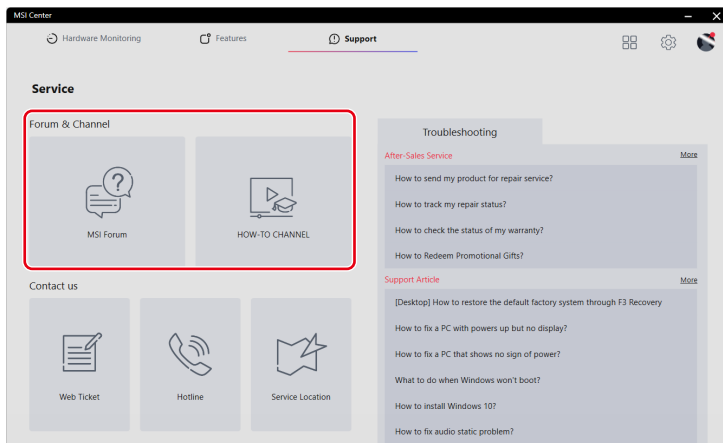 MSI Center
Hardware Monitoring
Features
Support
Service
Forum & Channel
MSI Forum
HOW-TO CHANNEL
Contact us
Web Ticket
Hotline
Service Location
Troubleshooting
After-Sales Service More
How to send my product for repair service?
How to track my repair status?
How to check the status of my warranty?
How to Redeem Promotional Gifts?
Support Article More
[Desktop] How to restore the default factory system through F3 Recovery
How to fix a PC with powers up but no display?
How to fix a PC that shows no sign of power?
What to do when Windows won't boot?
How to install Windows 10?
How to fix audio static problem?